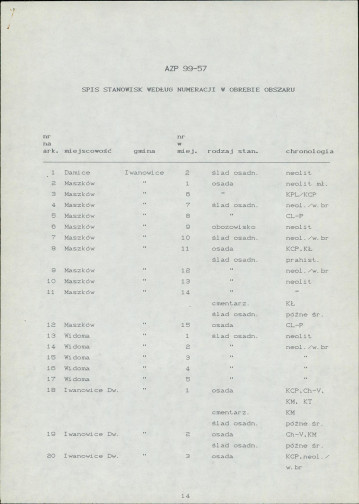 AZP 99-57
SPIS STANOWISK WEDŁUG NUMERACJI W OBRĘBIE OBSZARU
nr nr
na w
ark. miejscowość gmina miej. rodzaj stan. chronologia
1 Damice Iwanowice 2 ślad osadn. neolit
2 Maszków " 1 osada neolit mł.
3 Maszków " 6 " KPL/KCP
4 Maszków " 7 ślad osadn. neol./w.br
5 Maszków " 8 " CL-P
6 Maszków " 9 obozowisko neolit
7 Maszków " 10 ślad osadn. neol./w.br
8 Maszków " 11 osada KCP,KŁ
ślad osadn. prahist.
9 Maszków " 12 " neol./w.br
10 Maszków " 13 " neolit
11 Maszków " 14 " "
cmentarz. KŁ
ślad osadn. późne śr.
12 Maszków " 15 osada CL-P
13 Widoma " 1 ślad osadn. neolit
14 Widoma " 2 " neol./w.br
15 Widoma " 3 " "
16 Widoma " 4 " "
17 Widoma " 5 " "
18 Iwanowice Dw. " 1 osada KCP,Ch-V,
KM, KT
cmentarz. KM
ślad osadn. późne śr.
19 Iwanowice Dw. " 2 osada Ch-V,KM
ślad osadn. późne śr.
20 Iwanowice Dw. " 3 osada KCP,neol./
w.br
14